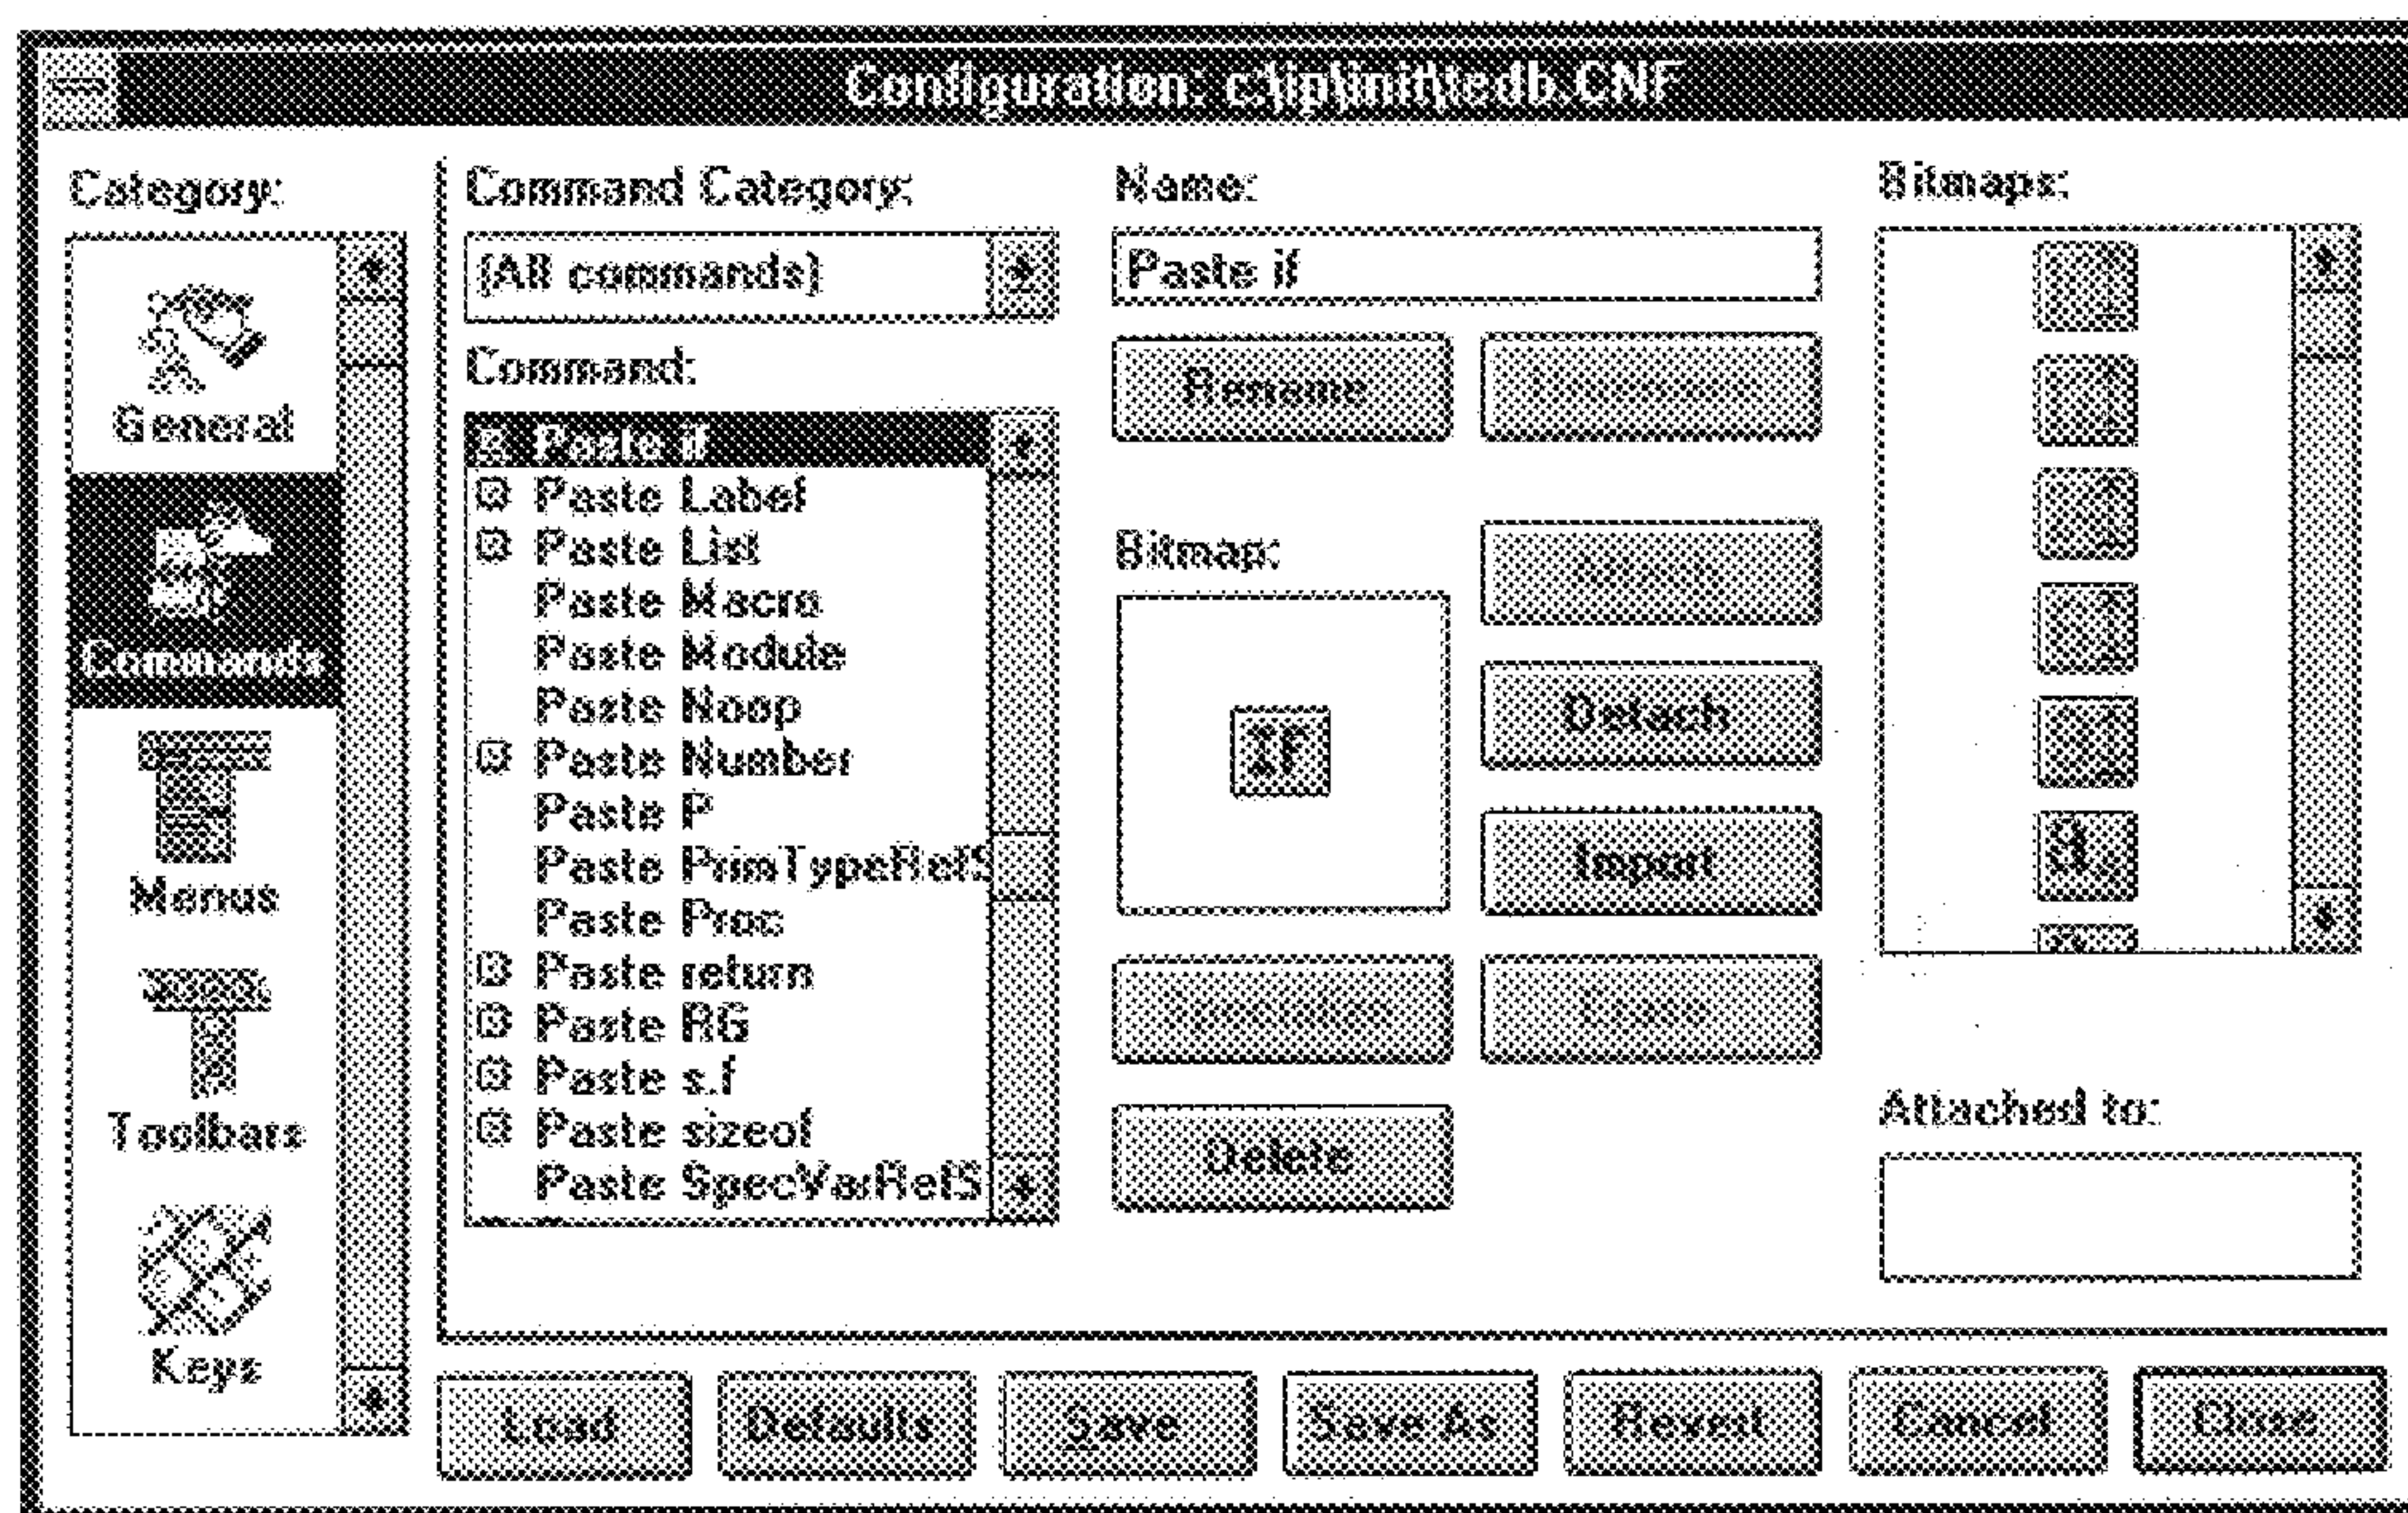 Configuration: c:\ip\init\tedb.CNF
Category:
General
Commands
Menus
Toolbars
Keys
Command Category:
(All commands)
Command:
Paste if
Paste Label
Paste List
Paste Macro
Paste Module
Paste Noop
Paste Number
Paste P
Paste PrimTypeRefS
Paste Proc
Paste return
Paste RG
Paste s.f
Paste sizeof
Paste SpecVarRefS
Name:
Paste if
Rename
Bitmap:
IF
Detach
Import
Delete
Bitmaps:
a
Attached to:
Load
Defaults
Save
Save As
Revert
Cancel
Close